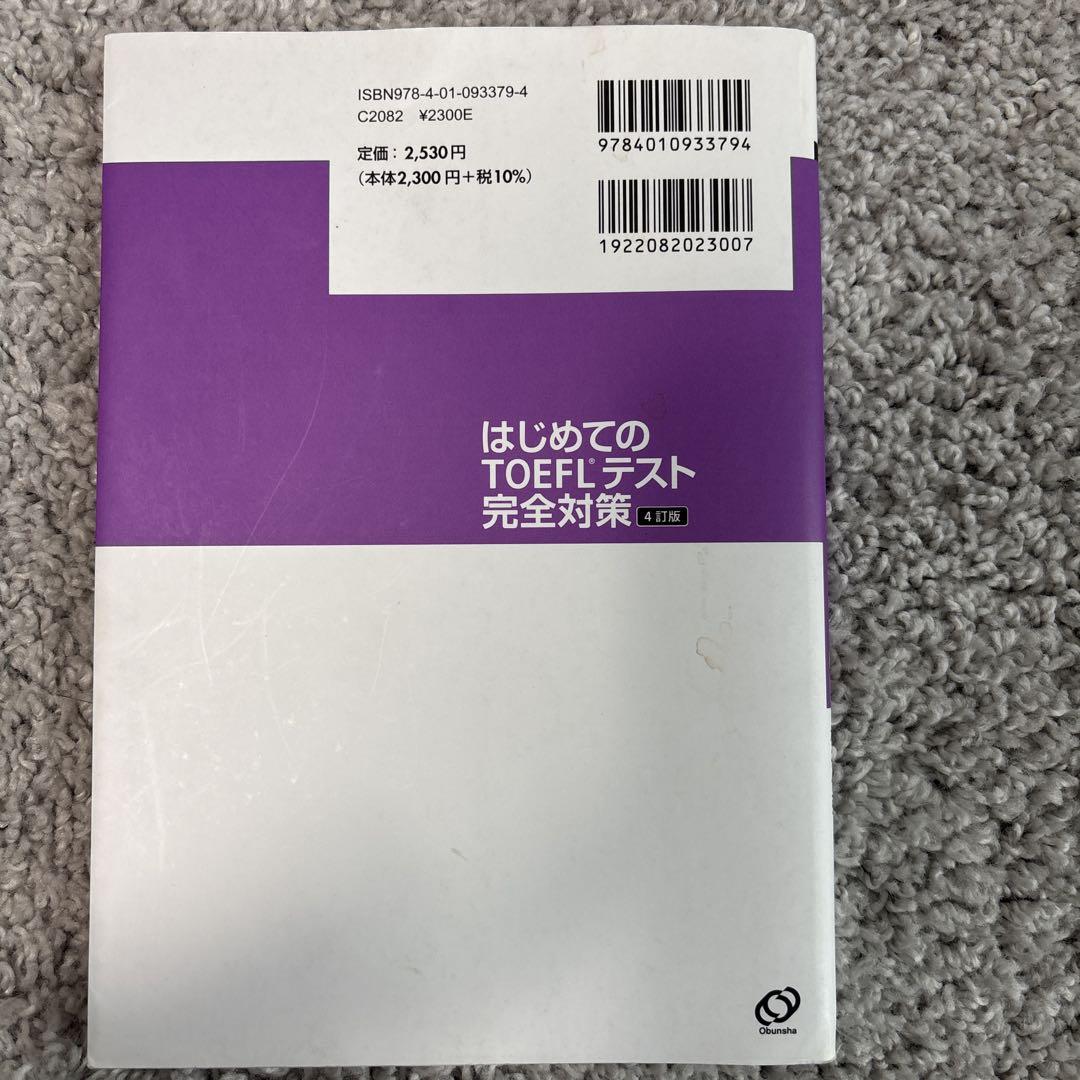 ISBN978-4-01-093379-4
C2082 ¥2300E
定価：2,530円
（本体2,300円＋税10%）
9784010933794
1922082023007
はじめての
TOEFL®テスト
完全対策 4訂版
Obunsha